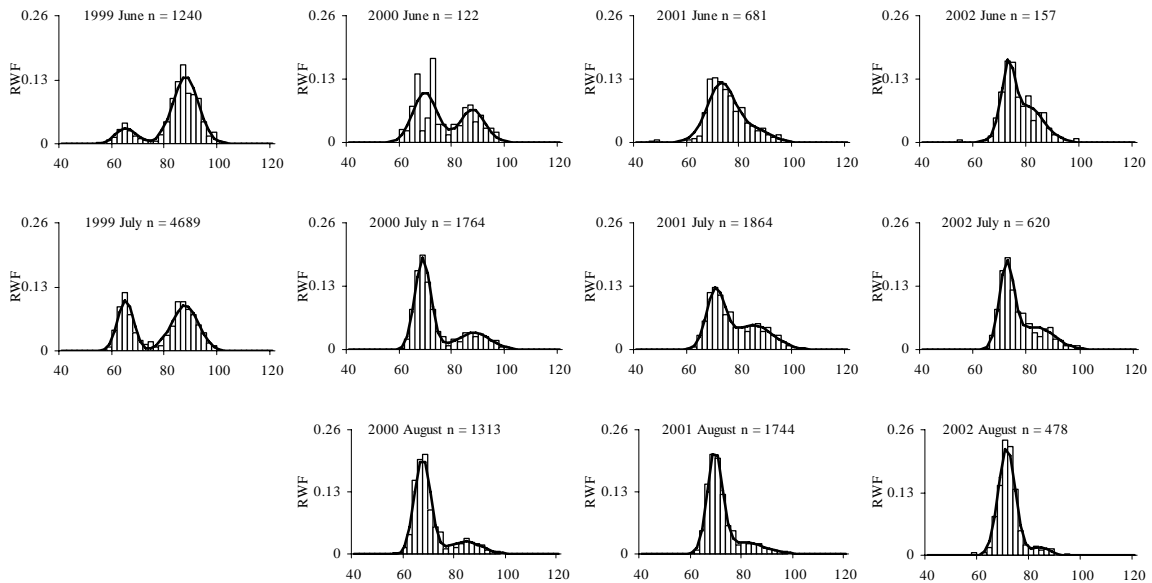 1999 June n = 1240
0.26
RWF
0.13
0
40 60 80 100 120
2000 June n = 122
0.26
RWF
0.13
0
40 60 80 100 120
2001 June n = 681
0.26
RWF
0.13
0
40 60 80 100 120
2002 June n = 157
0.26
RWF
0.13
0
40 60 80 100 120
1999 July n = 4689
0.26
RWF
0.13
0
40 60 80 100 120
2000 July n = 1764
0.26
RWF
0.13
0
40 60 80 100 120
2001 July n = 1864
0.26
RWF
0.13
0
40 60 80 100 120
2002 July n = 620
0.26
RWF
0.13
0
40 60 80 100 120
2000 August n = 1313
0.26
RWF
0.13
0
40 60 80 100 120
2001 August n = 1744
0.26
RWF
0.13
0
40 60 80 100 120
2002 August n = 478
0.26
RWF
0.13
0
40 60 80 100 120